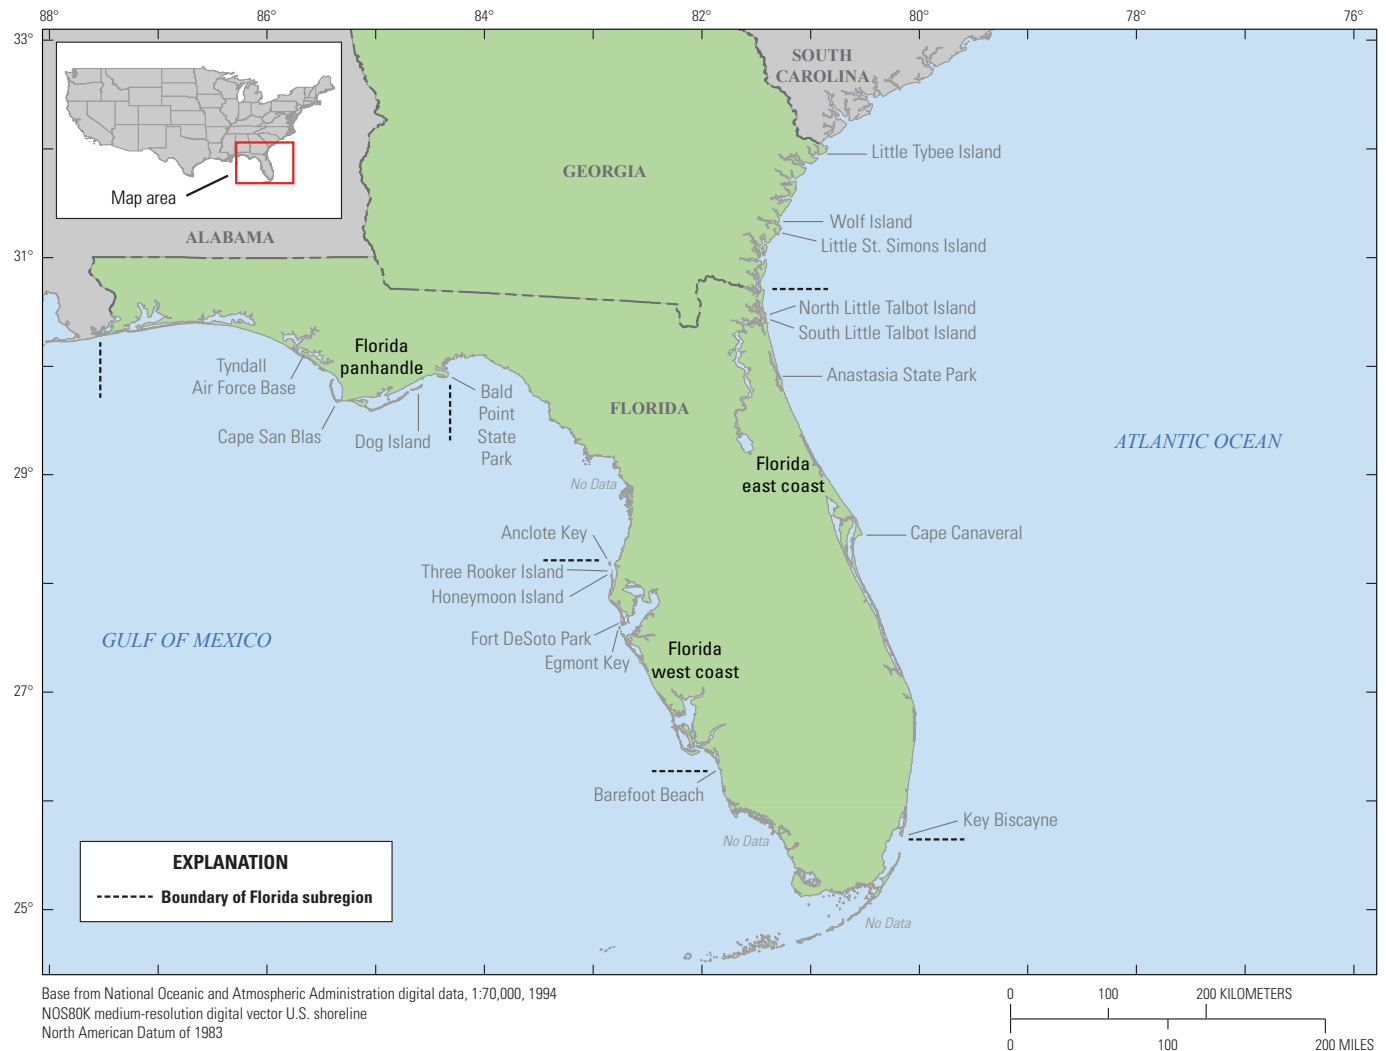 88°
86°
84°
82°
80°
78°
76°
33°
31°
29°
27°
25°
Map area
SOUTH
CAROLINA
GEORGIA
ALABAMA
Little Tybee Island
Wolf Island
Little St. Simons Island
North Little Talbot Island
South Little Talbot Island
Anastasia State Park
Florida
panhandle
Tyndall
Air Force Base
Cape San Blas
Dog Island
Bald
Point
State
Park
FLORIDA
ATLANTIC OCEAN
Florida
east coast
No Data
Anclote Key
Cape Canaveral
Three Rooker Island
Honeymoon Island
GULF OF MEXICO
Fort DeSoto Park
Egmont Key
Florida
west coast
Barefoot Beach
Key Biscayne
No Data
No Data
EXPLANATION
Boundary of Florida subregion
Base from National Oceanic and Atmospheric Administration digital data, 1:70,000, 1994
NOS80K medium-resolution digital vector U.S. shoreline
North American Datum of 1983
0 100 200 KILOMETERS
0 100 200 MILES